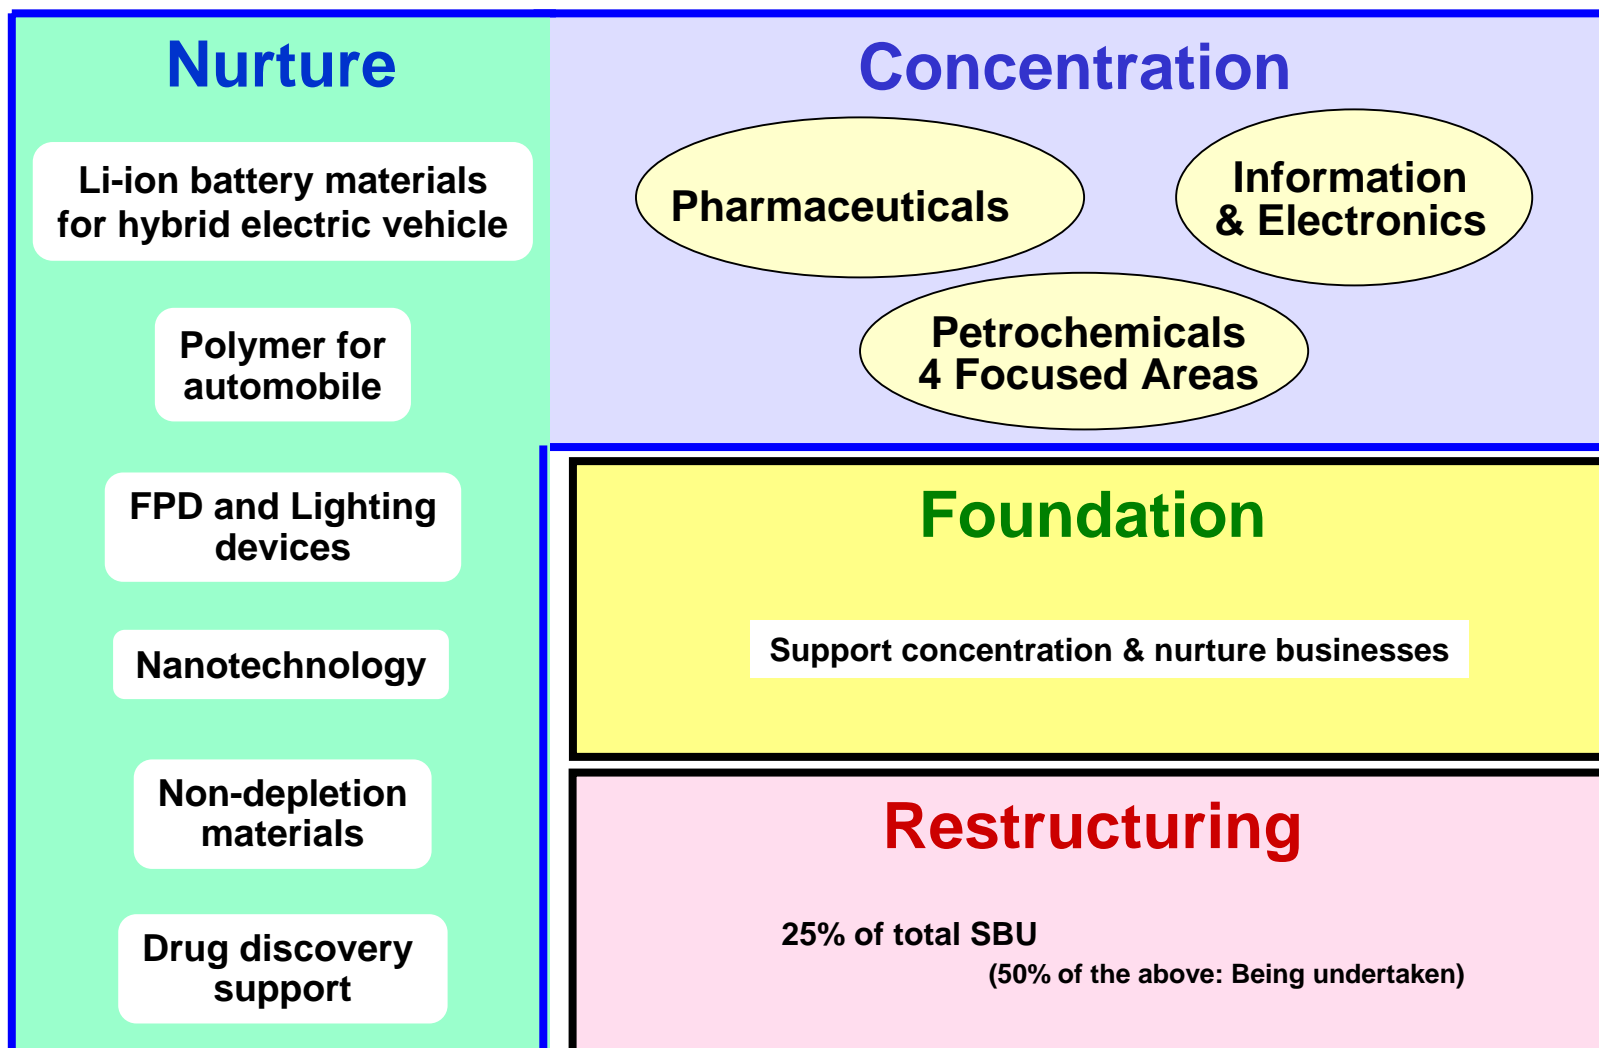 Nurture
Li-ion battery materials
for hybrid electric vehicle
Polymer for
automobile
FPD and Lighting
devices
Nanotechnology
Non-depletion
materials
Drug discovery
support
Concentration
Pharmaceuticals
Information
& Electronics
Petrochemicals
4 Focused Areas
Foundation
Support concentration & nurture businesses
Restructuring
25% of total SBU
(50% of the above: Being undertaken)